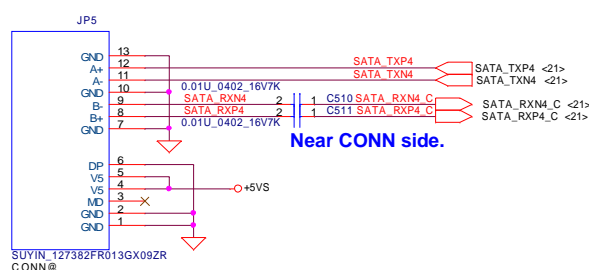 JP5
GND 13
A+ 12 SATA_TXP4 SATA_TXP4 <21>
A- 11 SATA_TXN4 SATA_TXN4 <21>
GND 10 0.01U_0402_16V7K
B- 9 SATA_RXN4 2 1 C510 SATA_RXN4_C SATA_RXN4_C <21>
B+ 8 SATA_RXP4 2 1 C511 SATA_RXP4_C SATA_RXP4_C <21>
GND 7 0.01U_0402_16V7K
Near CONN side.
DP 6
V5 5
V5 4 +5VS
MD 3
GND 2
GND 1
SUYIN_127382FR013GX09ZR
CONN@